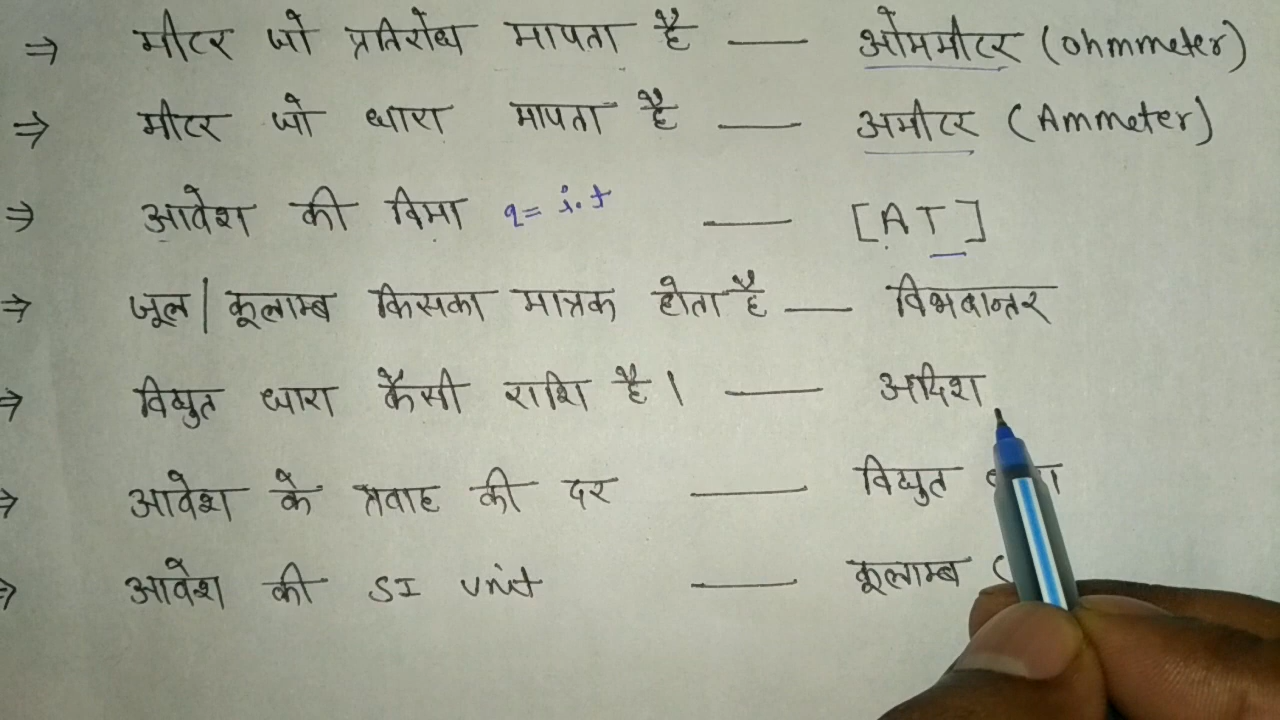 ⇒ मीटर जो प्रतिरोध मापता है — ओममीटर (ohmmeter)
⇒ मीटर जो धारा मापता है — अमीटर (Ammeter)
⇒ आवेश की विमा q = i.t — [AT]
⇒ जूल/कूलाम्ब किसका मात्रक होता है — विभवान्तर
⇒ विद्युत धारा कैसी राशि है। — अदिश
⇒ आवेश के प्रवाह की दर — विद्युत
⇒ आवेश की SI unit — कूलाम्ब (